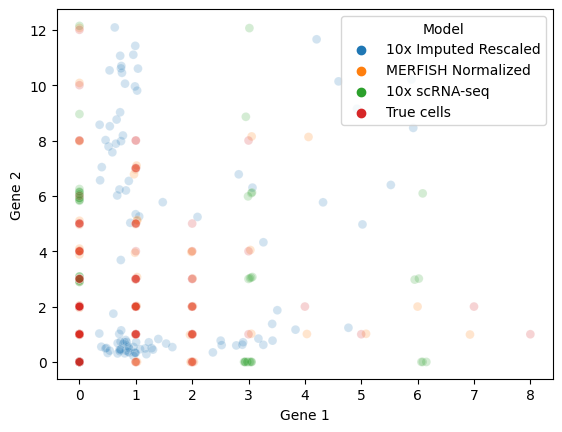 Model
10x Imputed Rescaled
MERFISH Normalized
10x scRNA-seq
True cells
12
10
8
6
4
2
0
Gene 2
0 1 2 3 4 5 6 7 8
Gene 1